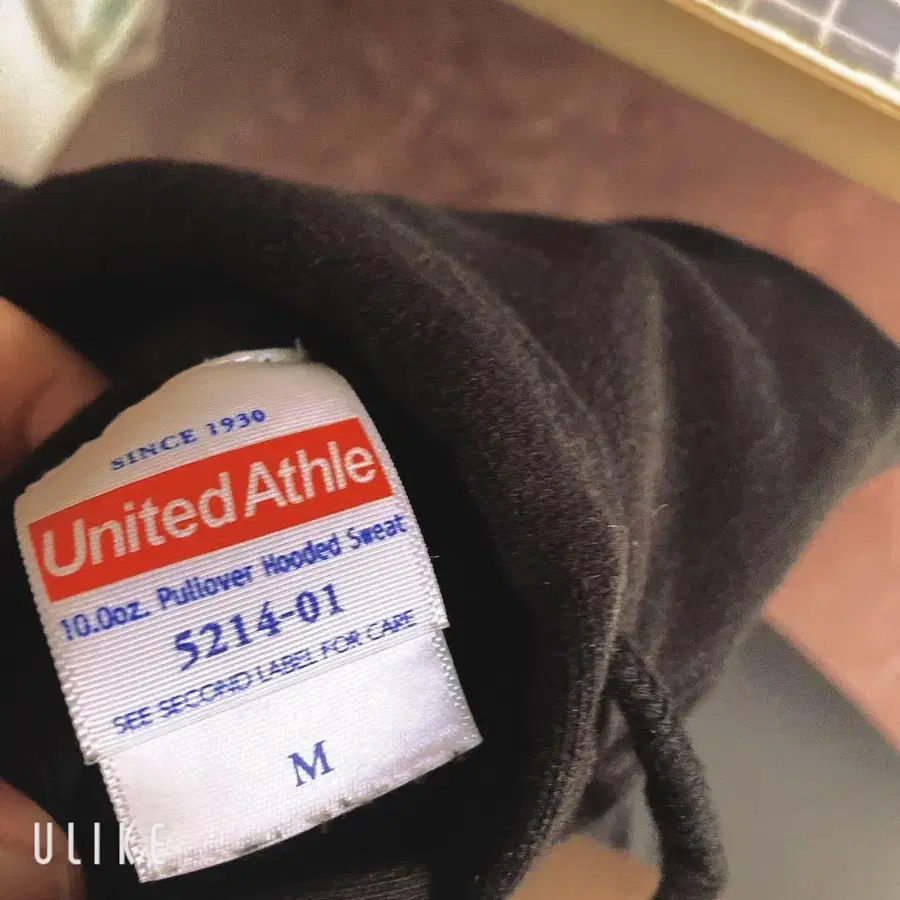 SINCE 1930
United Athle
10.0oz. Pullover Hooded Sweat
5214-01
SEE SECOND LABEL FOR CARE
M
ULIKE